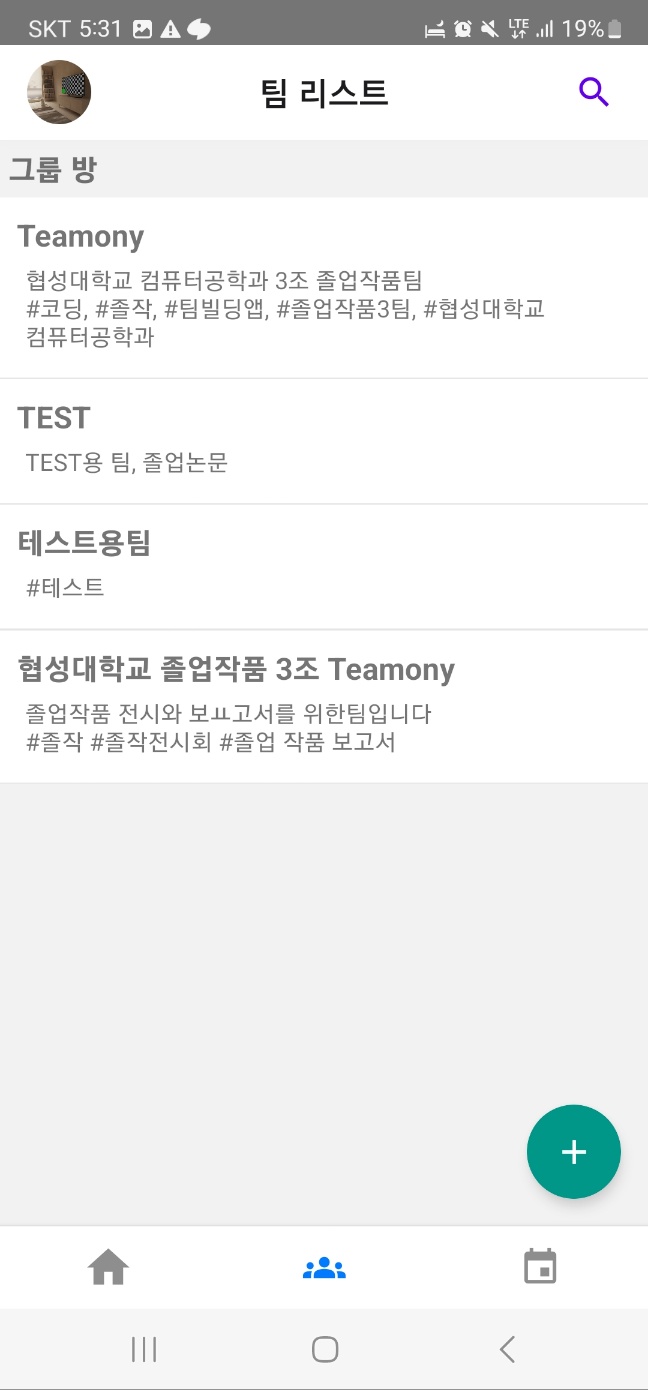 SKT 5:31 LTE 19%
팀 리스트
그룹 방
Teamony
협성대학교 컴퓨터공학과 3조 졸업작품팀
#코딩, #졸작, #팀빌딩앱, #졸업작품3팀, #협성대학교
컴퓨터공학과
TEST
TEST용 팀, 졸업논문
테스트용팀
#테스트
협성대학교 졸업작품 3조 Teamony
졸업작품 전시와 보ㅛ고서를 위한팀입니다
#졸작 #졸작전시회 #졸업 작품 보고서